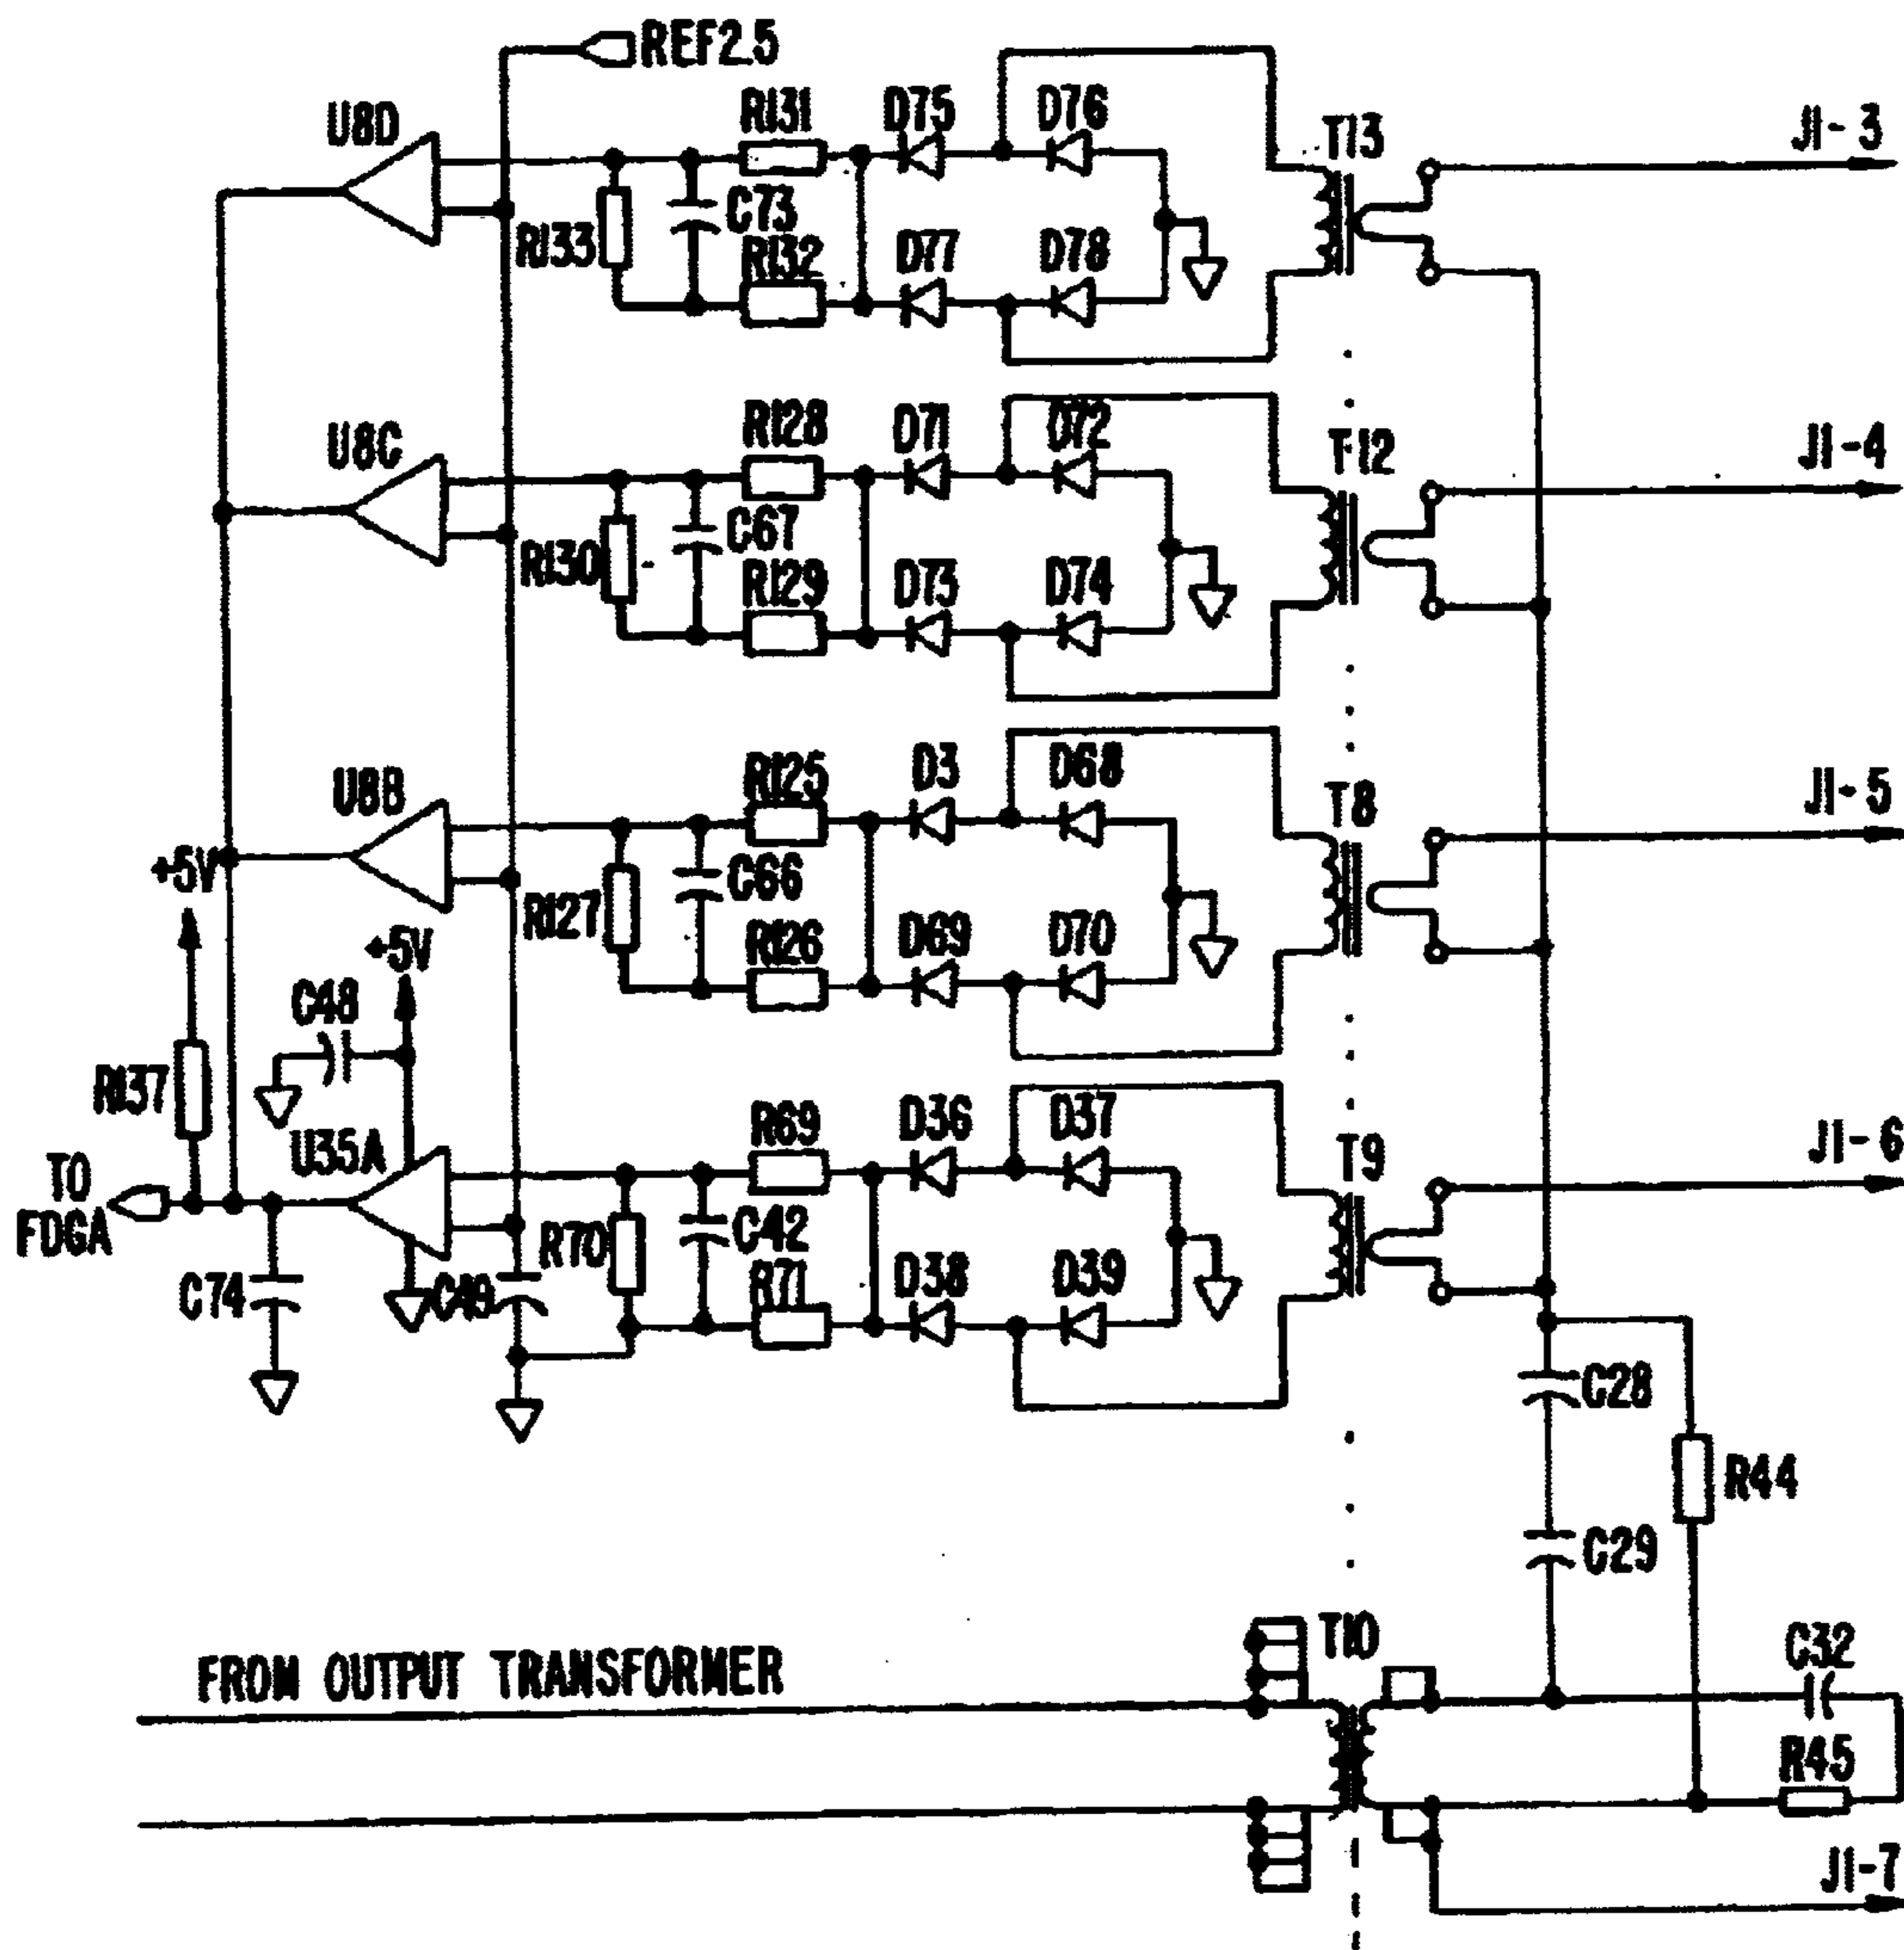 REF2.5
U8D
R131
D75
D76
T13
J1-3
R133
C73
R132
D77
D78
U8C
R128
D71
D72
T12
J1-4
R130
C67
R129
D73
D74
U8B
R125
D3
D68
T8
J1-5
+5V
R127
C66
R126
D69
D70
+5V
C48
R137
U35A
R69
D36
D37
T9
J1-6
TO
FDGA
R70
C42
R71
D38
D39
C74
C49
C28
R44
C29
FROM OUTPUT TRANSFORMER
T10
C32
R45
J1-7